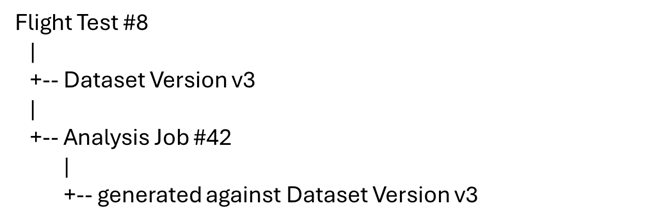 Flight Test #8
|
+-- Dataset Version v3
|
+-- Analysis Job #42
|
+-- generated against Dataset Version v3